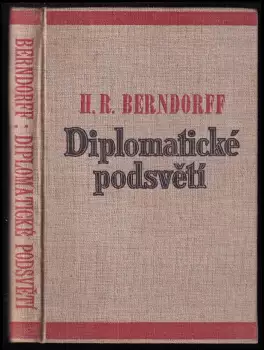 BERNDORFF : DIPLOMATICKÉ PODSVĚTÍ
H. R. BERNDORFF
Diplomatické
podsvětí